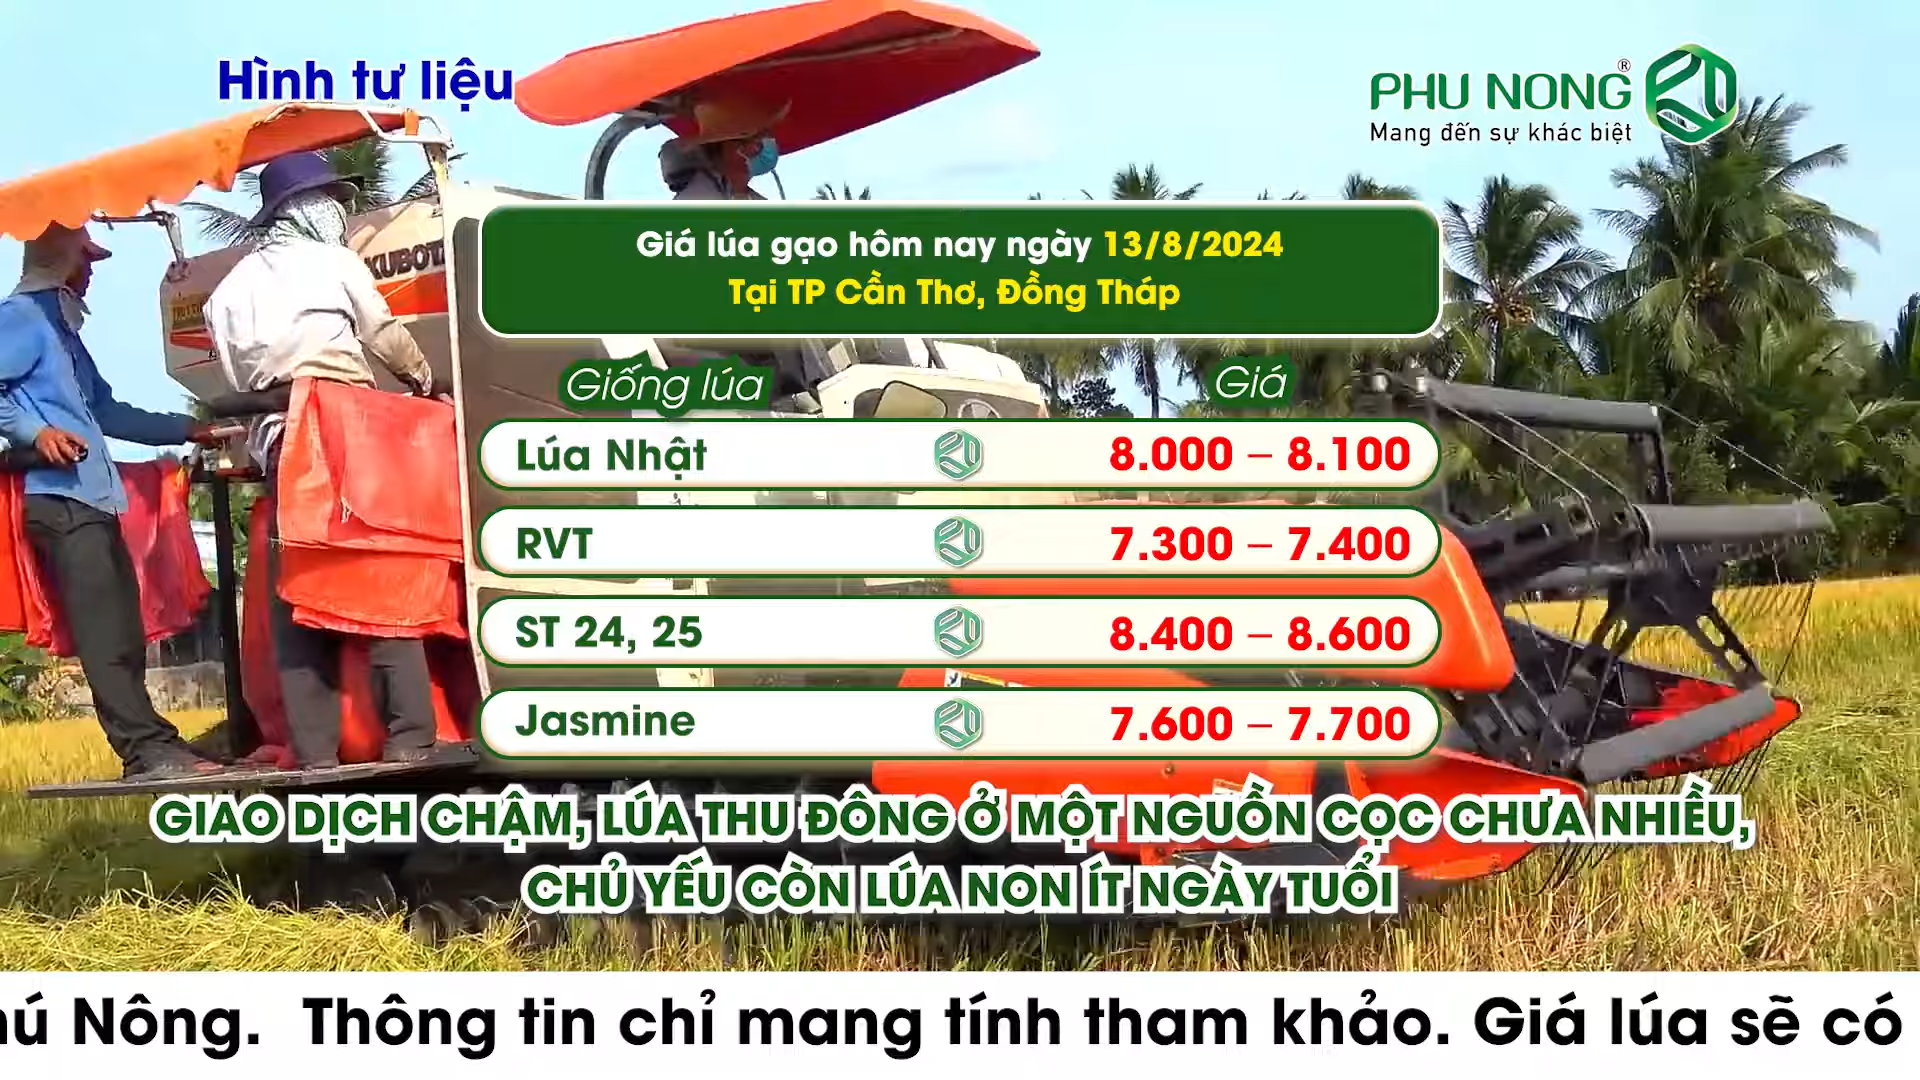 Hình tư liệu
PHU NONG®
Mang đến sự khác biệt
KUBOTA
Giá lúa gạo hôm nay ngày 13/8/2024
Tại TP Cần Thơ, Đồng Tháp
Giống lúa Giá
Lúa Nhật 8.000 – 8.100
RVT 7.300 – 7.400
ST 24, 25 8.400 – 8.600
Jasmine 7.600 – 7.700
GIAO DỊCH CHẬM, LÚA THU ĐÔNG Ở MỘT NGUỒN CỌC CHƯA NHIỀU,
CHỦ YẾU CÒN LÚA NON ÍT NGÀY TUỔI
ú Nông. Thông tin chỉ mang tính tham khảo. Giá lúa sẽ có